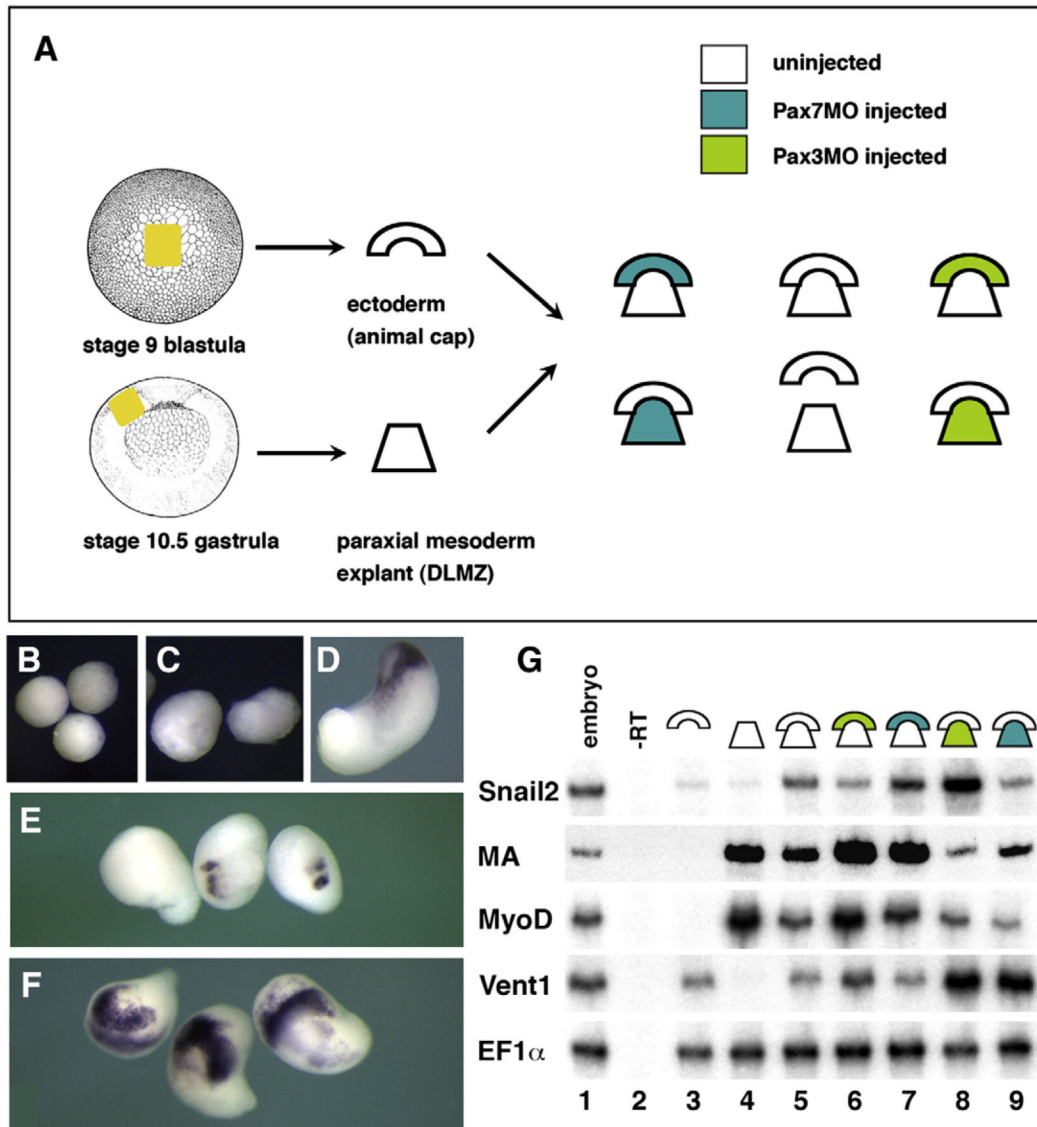 A
uninjected
Pax7MO injected
Pax3MO injected
ectoderm
(animal cap)
stage 9 blastula
stage 10.5 gastrula
paraxial mesoderm
explant (DLMZ)
B
C
D
E
F
G
embryo
-RT
Snail2
MA
MyoD
Vent1
EF1α
1 2 3 4 5 6 7 8 9